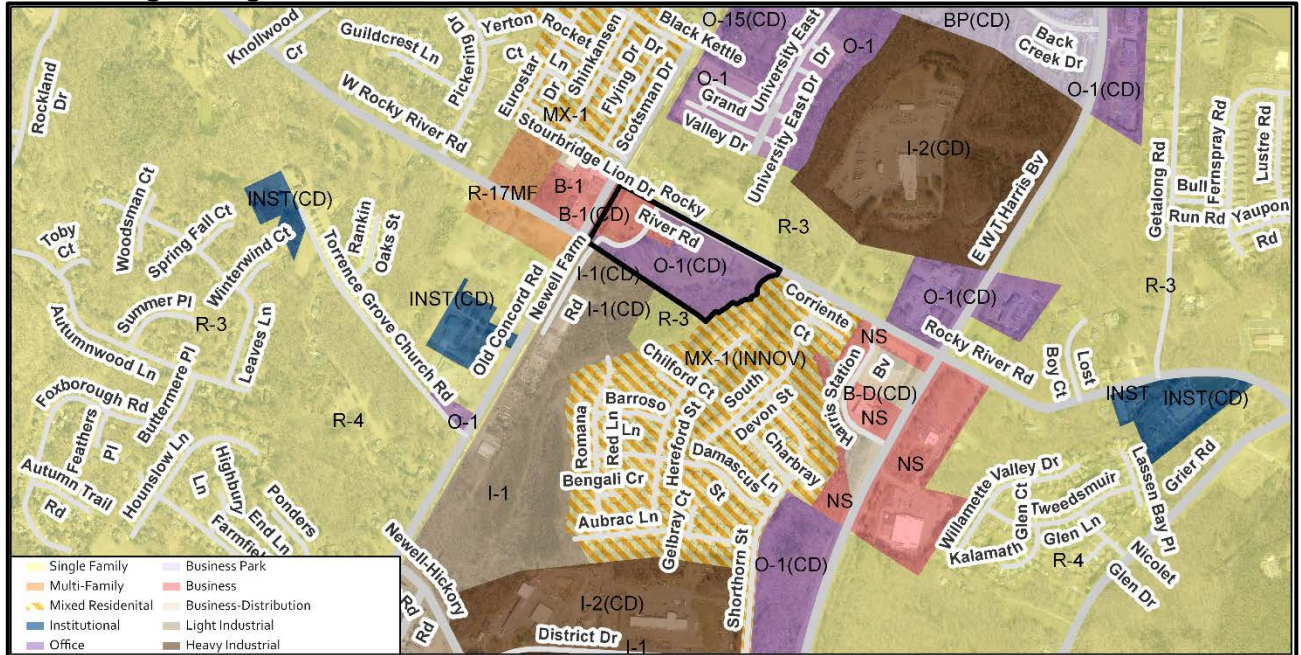 Rockland Dr
Knollwood Cr
Guildcrest Ln
Pickering Dr
Yerton Ct
Rocket Ln
Eurostar Dr
Shinkansen Dr
Flying Dr
Scotsman Dr
Black Kettle
O-15(CD)
University East Dr
O-1
BP(CD)
Back Creek Dr
O-1(CD)
W Rocky River Rd
MX-1
Stourbridge Lion Dr
O-1
Grand Valley Dr
University East Dr
I-2(CD)
E W.T. Harris Bv
Getalong Rd
Bull Run Rd
Fernspray Rd
Lustre Rd
Yaupon Rd
R-17MF
B-1
B-1(CD)
Rocky River Rd
R-3
O-1(CD)
I-1(CD)
I-1(CD)
R-3
Toby Ct
Woodsman Ct
Spring Fall Ct
INST(CD)
Winterwind Ct
Rankin
Oaks St
Torrence Grove Church Rd
INST(CD)
Old Concord Rd
Newell Farm Rd
Summer Pl
R-3
Autumnwood Ln
Buttermere Pl
Leaves Ln
Foxborough Rd
Feathers Pl
Autumn Trail Rd
Hounslow Ln
Highbury Ln
End Ln
Ponders
Farmfie
R-4
O-1
I-1
Newell-Hickory
Rd
Rd
Corriente Ct
MX-1(INNOV)
Chilford Ct
South
Devon St
Barroso Ln
Romana
Red Ln
Hereford St
Damascus St
Charbray Ln
Bengali Cr
Aubrac Ln
Gelbray Ct
Shorthorn St
Harris Station Bv
NS
B-D(CD)
NS
NS
NS
O-1(CD)
Rocky River Rd
O-1(CD)
R-3
Lost Boy Ct
INST
INST(CD)
Grier Rd
Willamette Valley Dr
Glen Ct
Kalamath
Tweedsmuir
Glen Ln
Lassen Bay Pl
R-4
Nicolet
Glen Dr
I-2(CD)
District Dr
I-1
Single Family
Multi-Family
Mixed Residenital
Institutional
Office
Business Park
Business
Business-Distribution
Light Industrial
Heavy Industrial